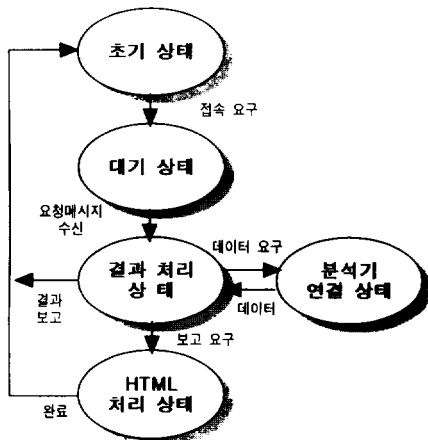 초기 상태
접속 요구
대기 상태
요청메시지
수신
결과 처리
상 태
데이터 요구
데이터
분석기
연결 상태
결과
보고
보고 요구
HTML
처리 상태
완료